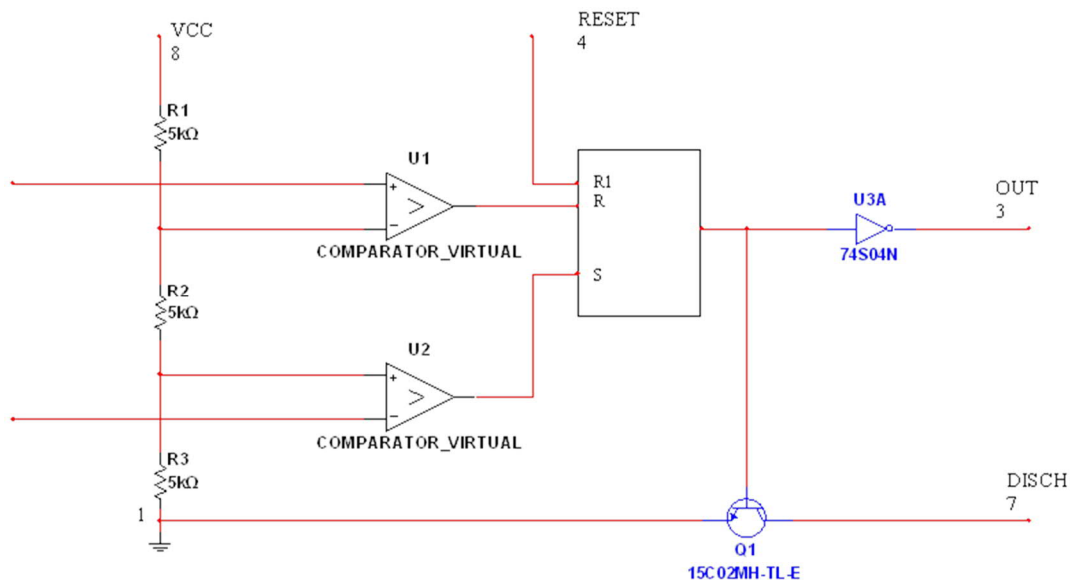 VCC
8
RESET
4
R1
5kΩ
U1
+
>
−
COMPARATOR_VIRTUAL
R1
R
S
U3A
74S04N
OUT
3
R2
5kΩ
U2
+
>
−
COMPARATOR_VIRTUAL
R3
5kΩ
1
Q1
15C02MH-TL-E
DISCH
7